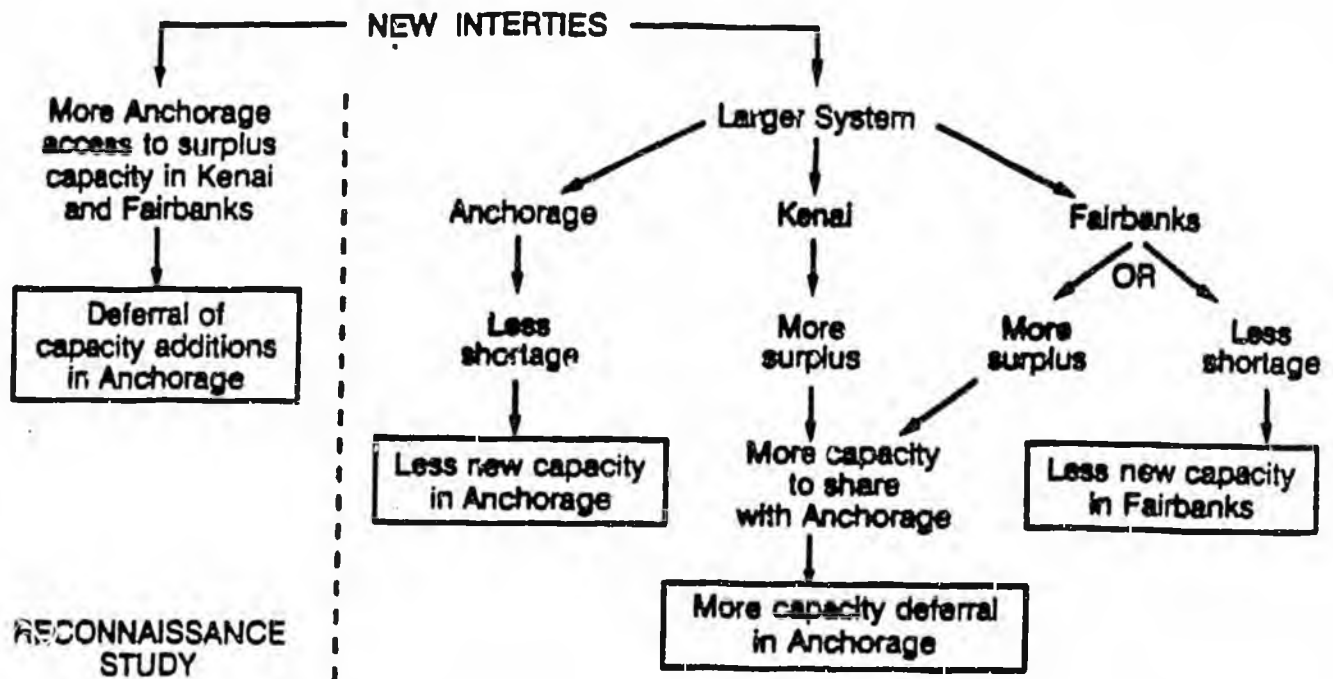 NEW INTERTIES
More Anchorage
access to surplus
capacity in Kenai
and Fairbanks
Deferral of
capacity additions
in Anchorage
RECONNAISSANCE
STUDY
Larger System
Anchorage
Kenai
Fairbanks
OR
Less
shortage
More
surplus
More
surplus
Less
shortage
Less new capacity
in Anchorage
More capacity
to share
with Anchorage
Less new capacity
in Fairbanks
More capacity deferral
in Anchorage